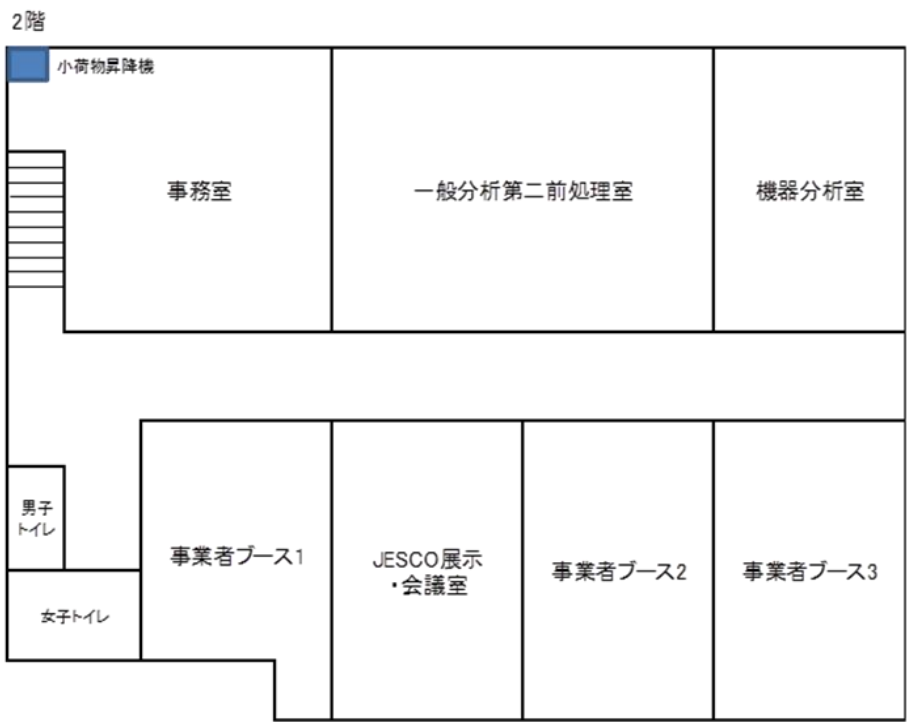 2階
小荷物昇降機
事務室
一般分析第二前処理室
機器分析室
男子
トイレ
女子トイレ
事業者ブース1
JESCO展示
・会議室
事業者ブース2
事業者ブース3